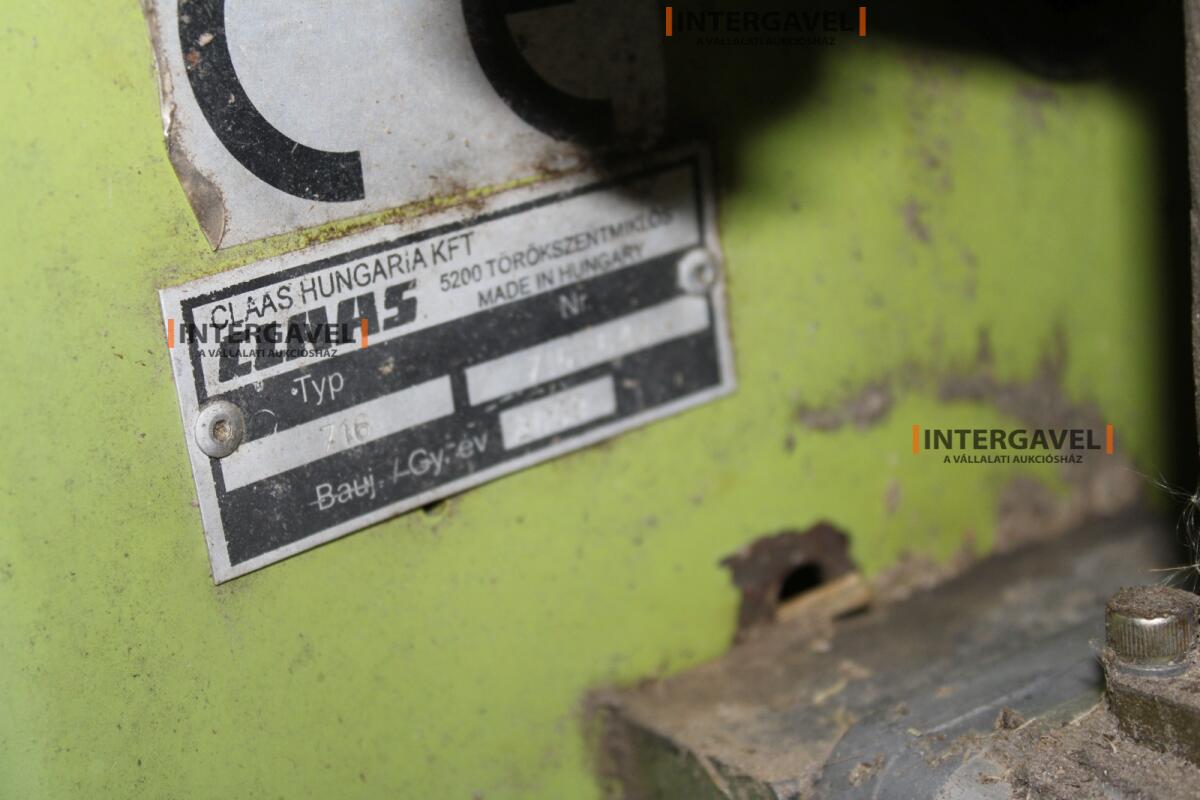 INTERGAVEL
A VÁLLALATI AUKCIÓSHÁZ
CE
CLAAS HUNGARIA KFT
CLAAS
5200 TÖRÖKSZENTMIKLÓS
MADE IN HUNGARY
INTERGAVEL
A VÁLLALATI AUKCIÓSHÁZ
Typ
Nr.
716
Bauj. / Gy. év
INTERGAVEL
A VÁLLALATI AUKCIÓSHÁZ